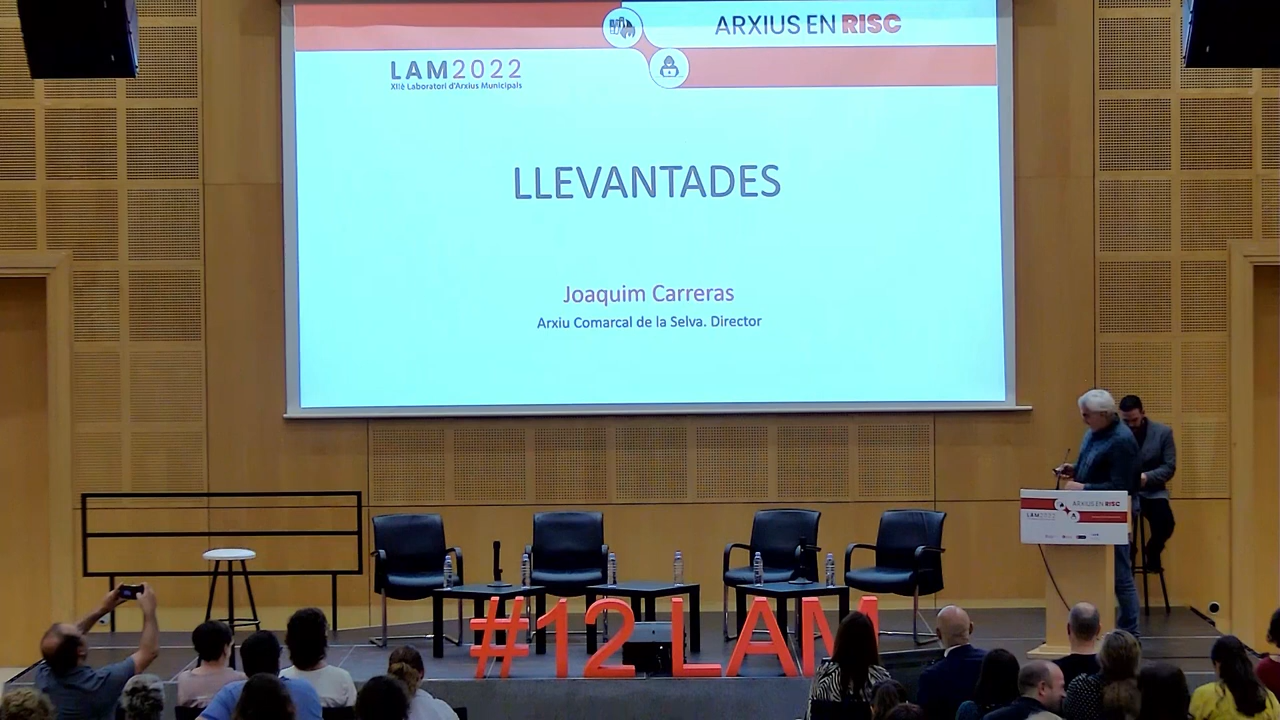 ARXIUS EN RISC
LAM2022
XIIè Laboratori d'Arxius Municipals
LLEVANTADES
Joaquim Carreras
Arxiu Comarcal de la Selva. Director
ARXIUS EN RISC
LAM2022
#12 LAM